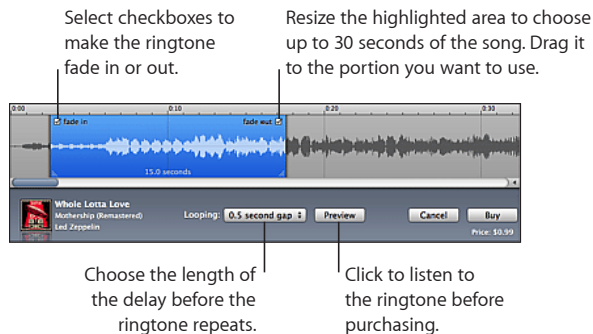 Select checkboxes to
make the ringtone
fade in or out.
Resize the highlighted area to choose
up to 30 seconds of the song. Drag it
to the portion you want to use.
0:00 0:10 0:20 0:30
fade in fade out
15.0 seconds
Whole Lotta Love
Mothership (Remastered)
Led Zeppelin
Looping: 0.5 second gap Preview Cancel Buy
Price: $0.99
Choose the length of
the delay before the
ringtone repeats.
Click to listen to
the ringtone before
purchasing.